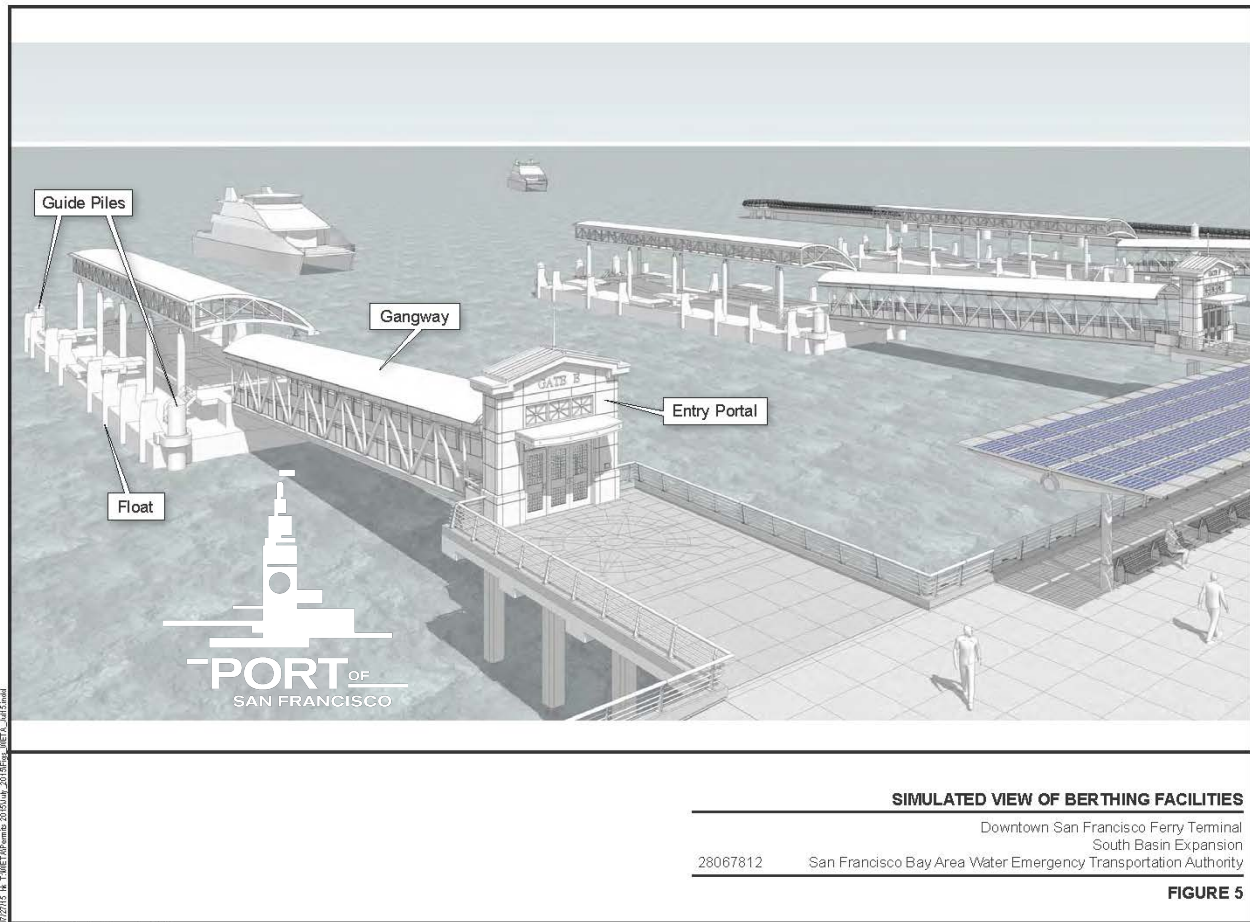 Guide Piles
Gangway
GATE E
Entry Portal
Float
PORT OF
SAN FRANCISCO
SIMULATED VIEW OF BERTHING FACILITIES
Downtown San Francisco Ferry Terminal
South Basin Expansion
28067812 San Francisco Bay Area Water Emergency Transportation Authority
FIGURE 5